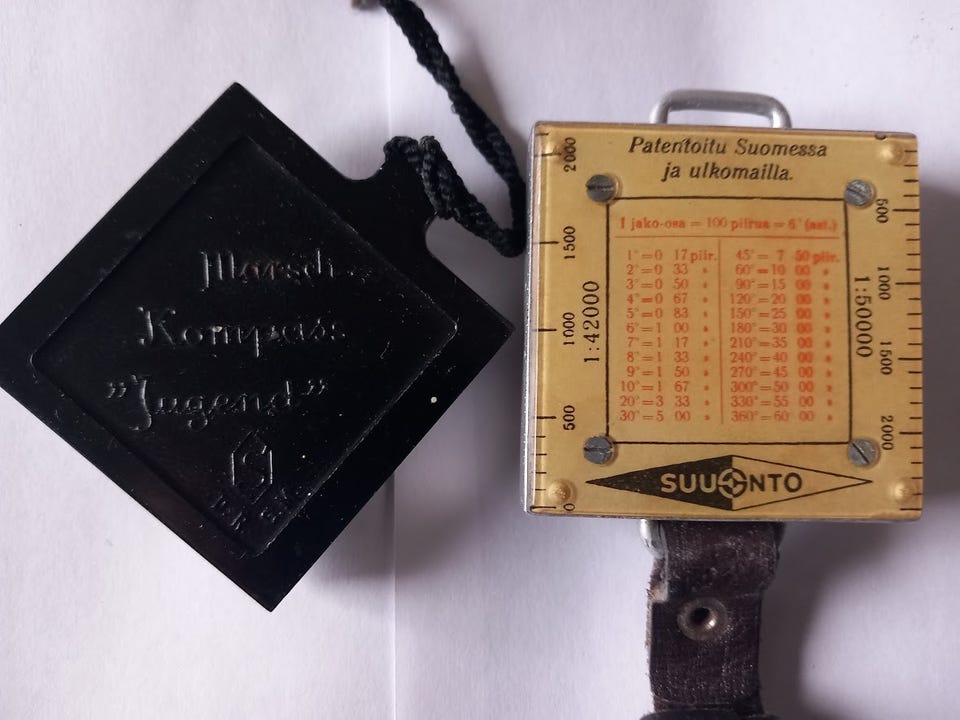 Marsch-
Kompass
"Jugend"
Patentoitu Suomessa
ja ulkomailla.
1 jako-osa = 100 piirua = 6° (ast.)
1°=0 17 piir.
2°=0 33 "
3°=0 50 "
4°=0 67 "
5°=0 83 "
6°=1 00 "
7°=1 17 "
8°=1 33 "
9°=1 50 "
10°=1 67 "
20°=3 33 "
30°=5 00 "
45°=7 50 piir.
60°=10 00 "
90°=15 00 "
120°=20 00 "
150°=25 00 "
180°=30 00 "
210°=35 00 "
240°=40 00 "
270°=45 00 "
300°=50 00 "
330°=55 00 "
360°=60 00 "
0 500 1000 1500 2000
1:42000
0 500 1000 1500 2000
1:50000
SUUNTO